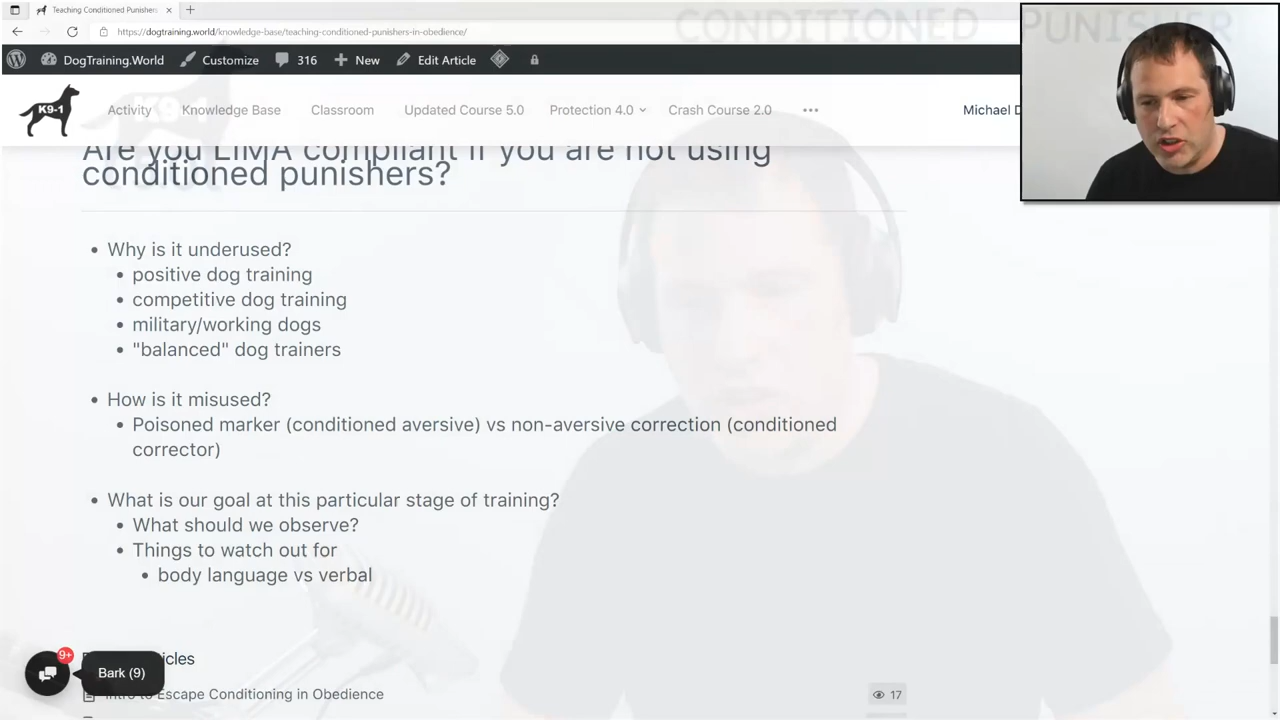 Teaching Conditioned Punishers
https://dogtraining.world/knowledge-base/teaching-conditioned-punishers-in-obedience/
CONDITIONED PUNISHER
DogTraining.World
Customize
316
New
Edit Article
K9-1
Activity
Knowledge Base
Classroom
Updated Course 5.0
Protection 4.0
Crash Course 2.0
Michael D
Are you LIMA compliant if you are not using
conditioned punishers?
• Why is it underused?
• positive dog training
• competitive dog training
• military/working dogs
• "balanced" dog trainers
• How is it misused?
• Poisoned marker (conditioned aversive) vs non-aversive correction (conditioned
corrector)
• What is our goal at this particular stage of training?
• What should we observe?
• Things to watch out for
• body language vs verbal
9+
Bark (9)
Intro to Escape Conditioning in Obedience
17